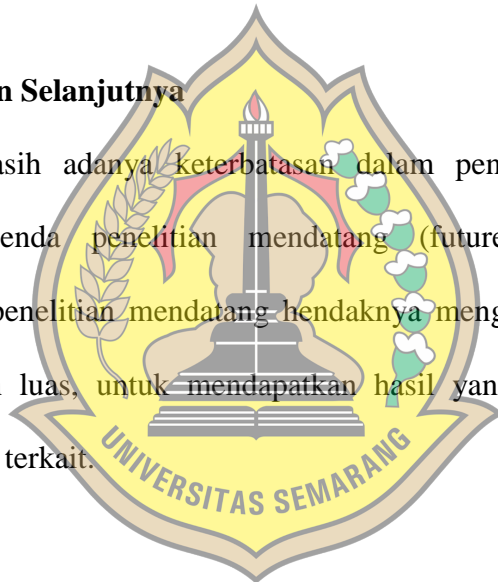 n Selanjutnya
asih adanya keterbatasan dalam pen
enda penelitian mendatang (future
penelitian mendatang hendaknya meng
luas, untuk mendapatkan hasil yan
terkait.
UNIVERSITAS SEMARANG